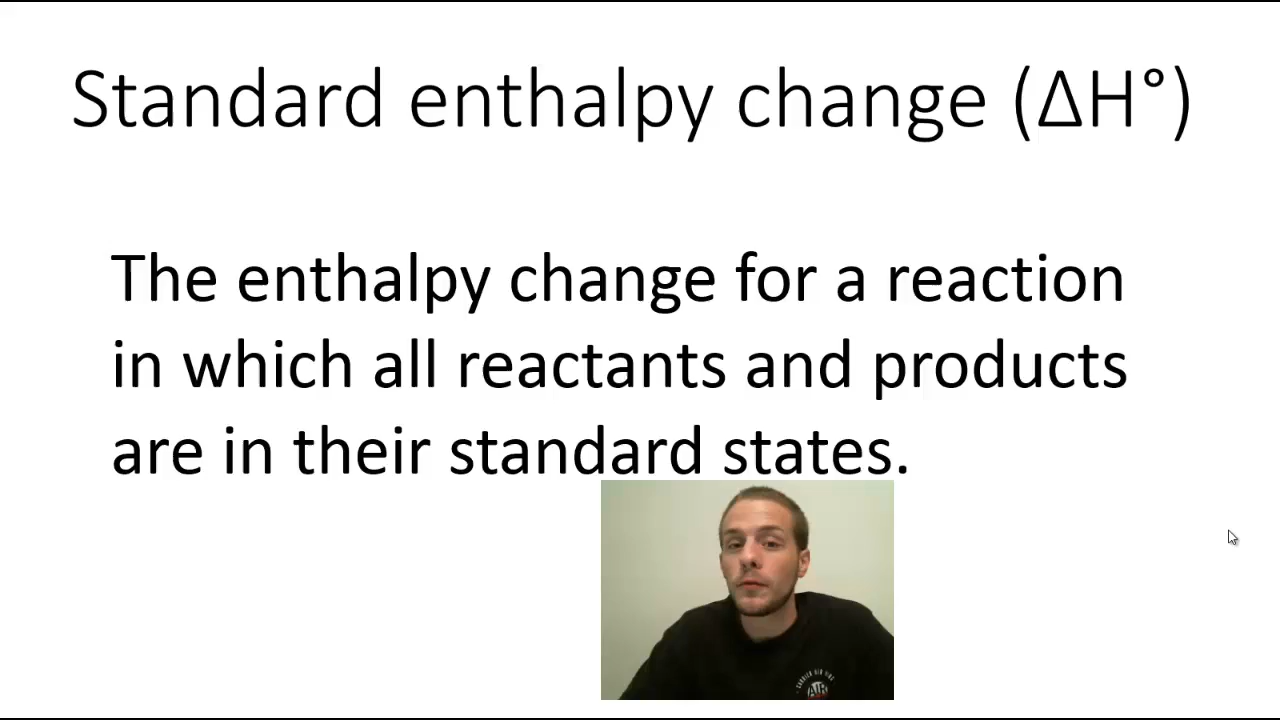 Standard enthalpy change (ΔH°)
The enthalpy change for a reaction
in which all reactants and products
are in their standard states.
AIR